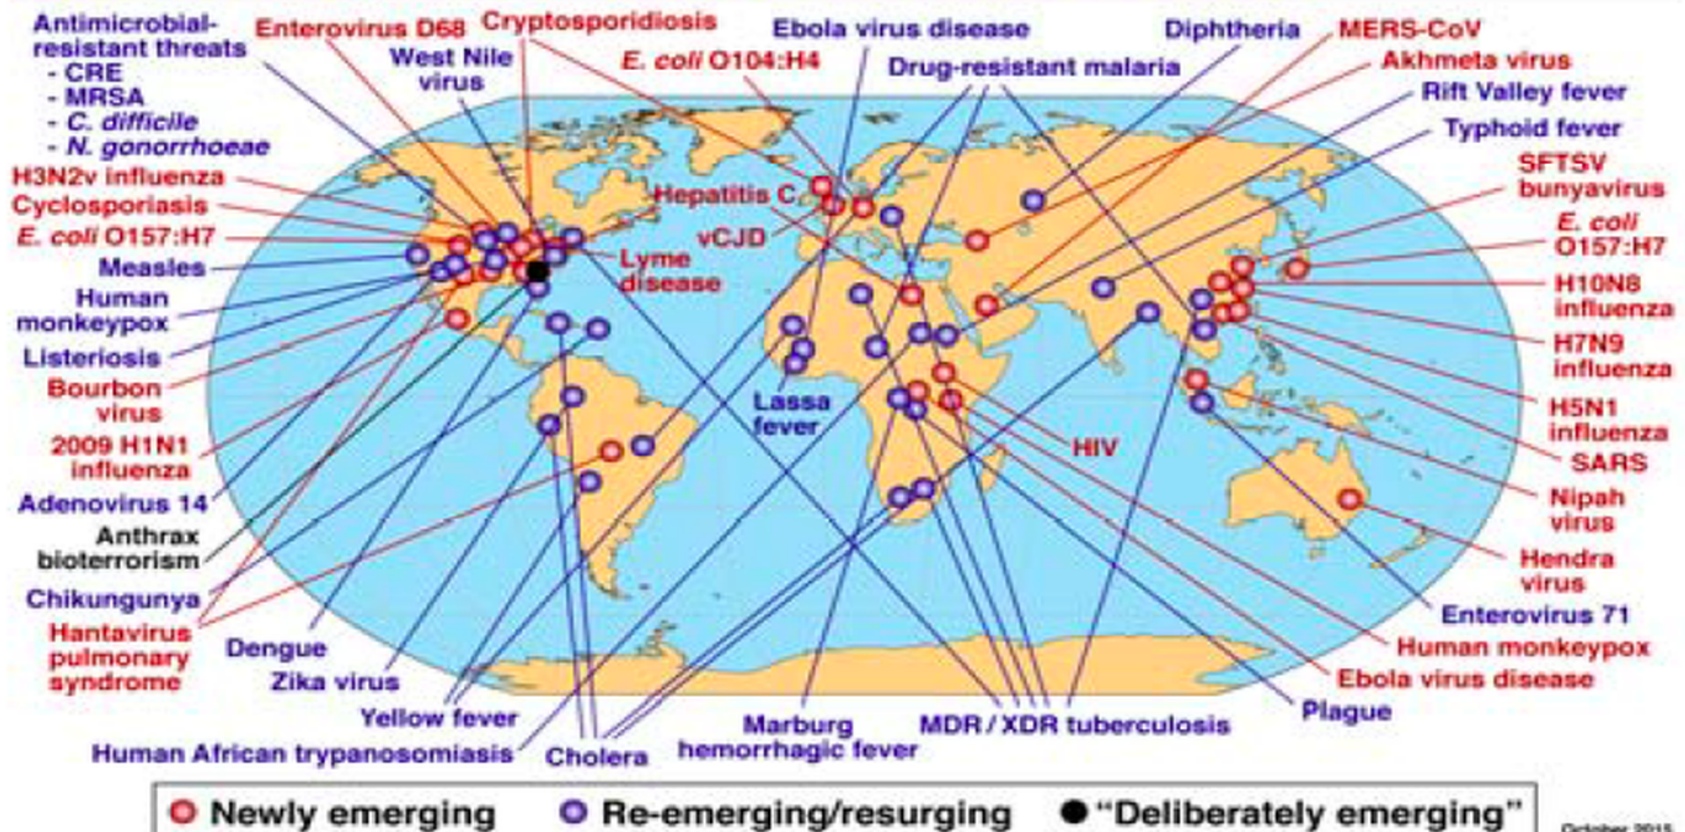 Antimicrobial-
resistant threats
- CRE
- MRSA
- C. difficile
- N. gonorrhoeae
Enterovirus D68
Cryptosporidiosis
West Nile
virus
E. coli O104:H4
Ebola virus disease
Drug-resistant malaria
Diphtheria
MERS-CoV
Akhmeta virus
Rift Valley fever
Typhoid fever
SFTSV
bunyavirus
E. coli
O157:H7
H10N8
influenza
H7N9
influenza
H5N1
influenza
SARS
Nipah
virus
Hendra
virus
Enterovirus 71
Human monkeypox
Ebola virus disease
Plague
H3N2v influenza
Cyclosporiasis
E. coli O157:H7
Measles
Human
monkeypox
Listeriosis
Bourbon
virus
2009 H1N1
influenza
Adenovirus 14
Anthrax
bioterrorism
Chikungunya
Hantavirus
pulmonary
syndrome
Dengue
Zika virus
Yellow fever
Human African trypanosomiasis
Cholera
Marburg
hemorrhagic fever
MDR / XDR tuberculosis
Hepatitis C
vCJD
Lyme
disease
Lassa
fever
HIV
Newly emerging
Re-emerging/resurging
“Deliberately emerging”
October 2015